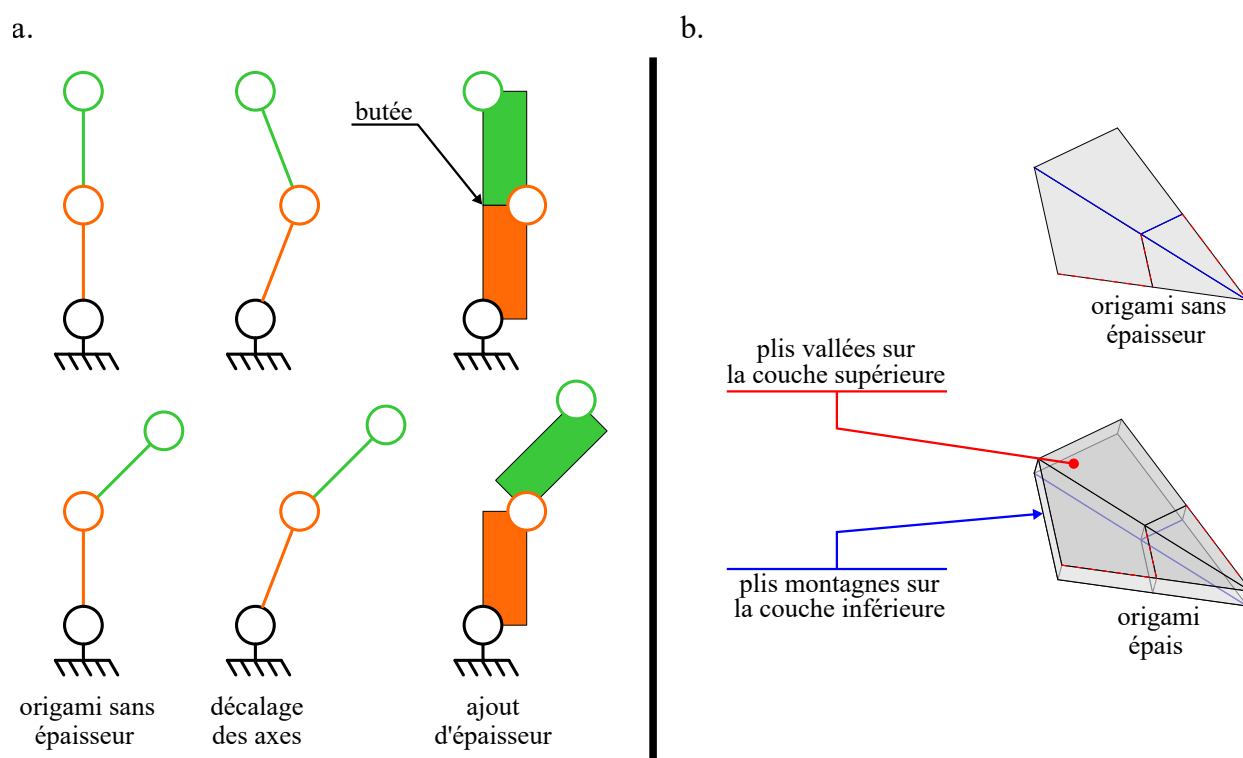 a.
butée
origami sans
épaisseur
décalage
des axes
ajout
d'épaisseur
b.
origami sans
épaisseur
plis vallées sur
la couche supérieure
plis montagnes sur
la couche inférieure
origami
épais